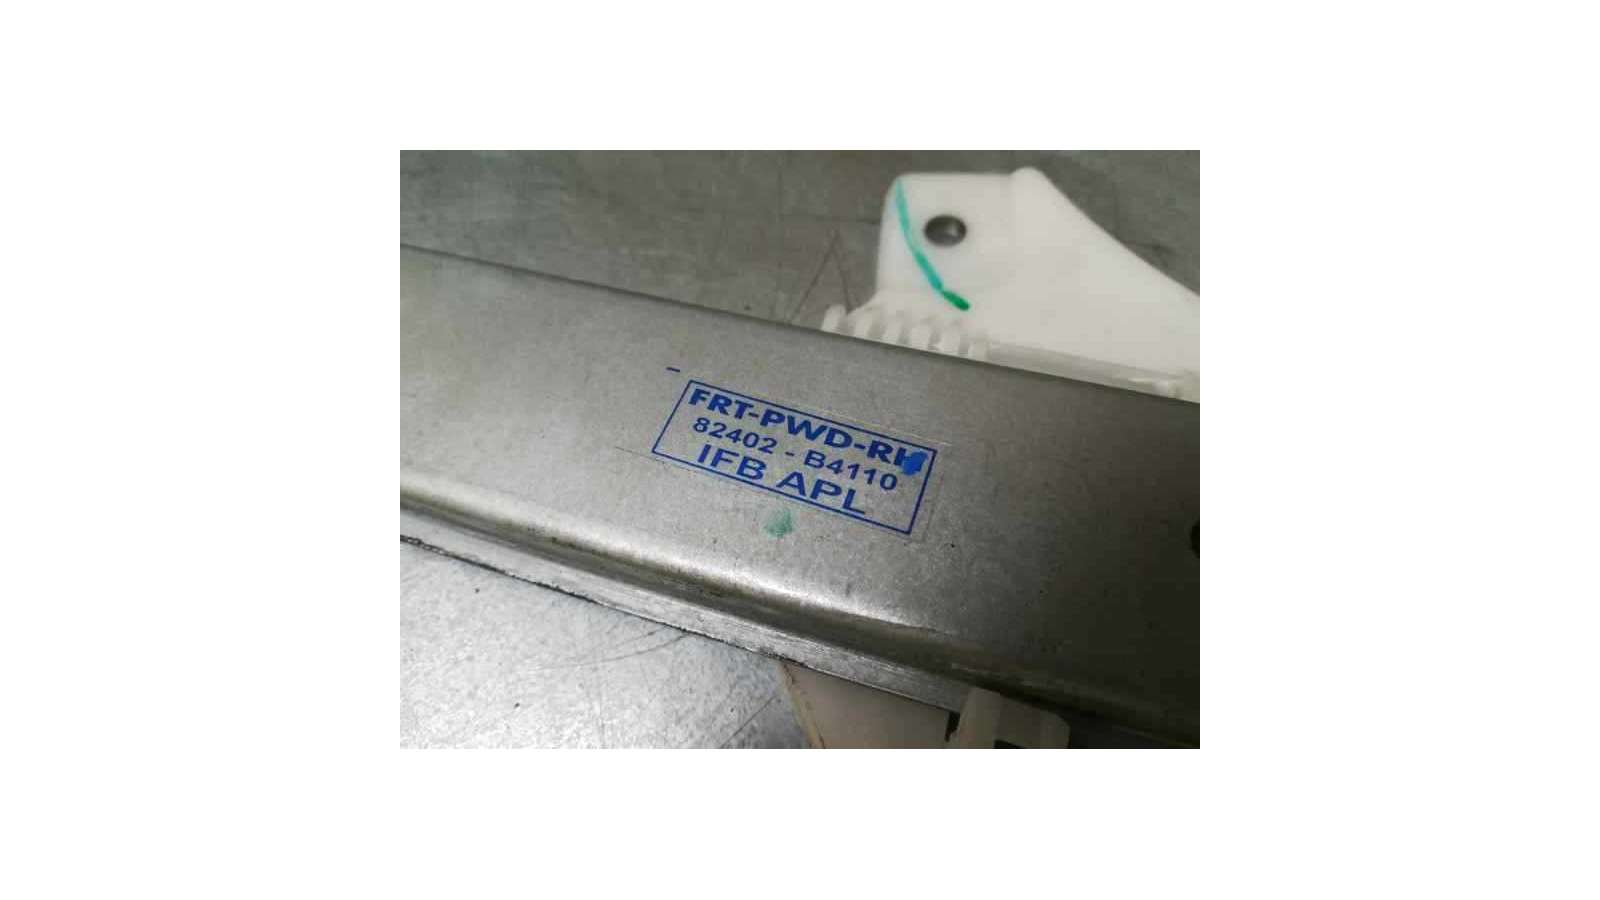 FRT-PWD-RH
82402 - B4110
IFB APL